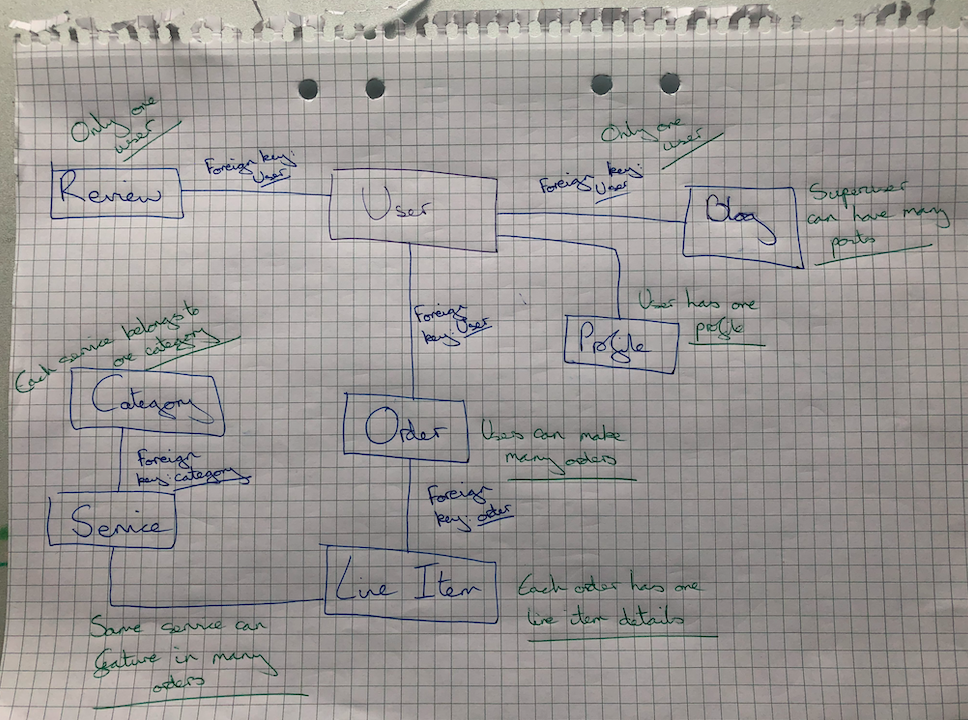 Only one
user
Foreign key:
User
Review
User
Only one
user
Foreign key:
User
Blog
Superuser
can have many
posts
Foreign
key: User
User has one
profile
Profile
Each service belongs to
one category
Category
Foreign
key: category
Service
Order
Users can make
many orders
Foreign
key: order
Line Item
Each order has one
line item details
Same service can
feature in many
orders